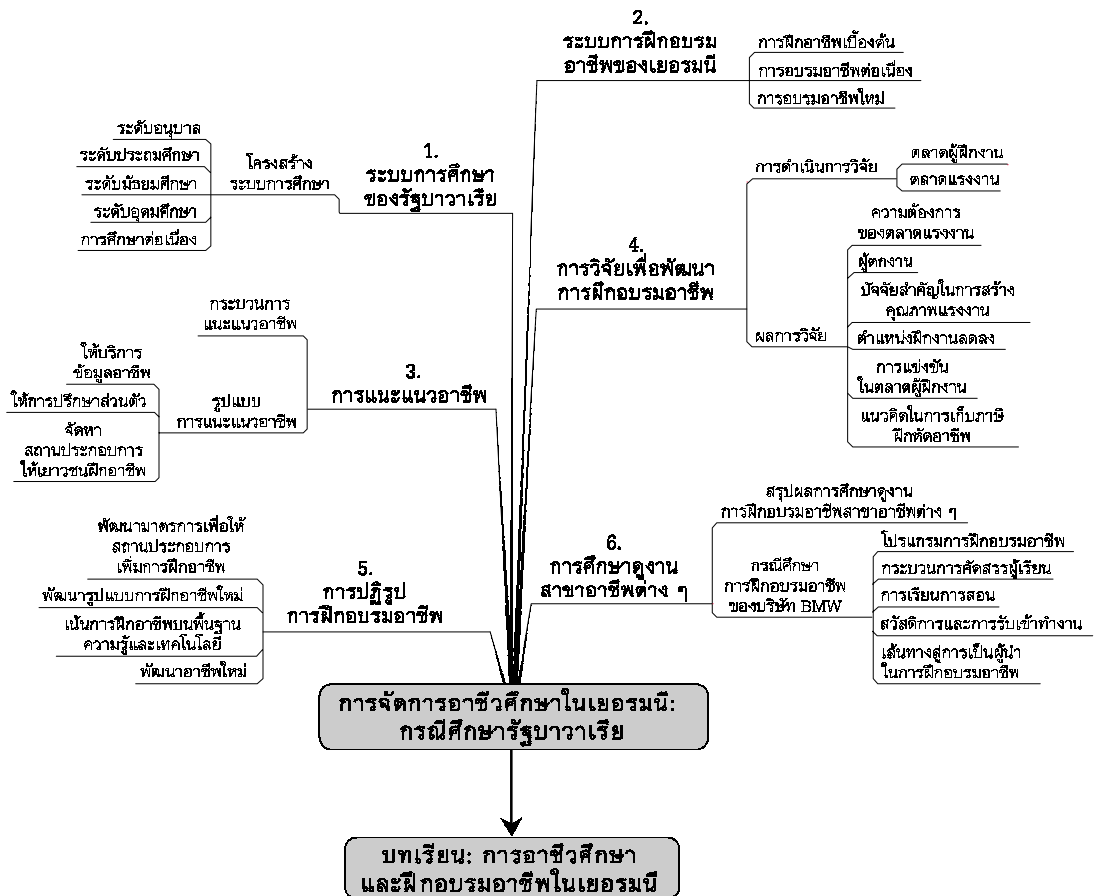 1.
ระบบการศึกษา
ของรัฐบาวาเรีย
โครงสร้าง
ระบบการศึกษา
ระดับอนุบาล
ระดับประถมศึกษา
ระดับมัธยมศึกษา
ระดับอุดมศึกษา
การศึกษาต่อเนื่อง
2.
ระบบการฝึกอบรม
อาชีพของเยอรมนี
การฝึกอาชีพเบื้องต้น
การอบรมอาชีพต่อเนื่อง
การอบรมอาชีพใหม่
3.
การแนะแนวอาชีพ
กระบวนการ
แนะแนวอาชีพ
รูปแบบ
การแนะแนวอาชีพ
ให้บริการ
ข้อมูลอาชีพ
ให้การปรึกษาส่วนตัว
จัดหา
สถานประกอบการ
ให้เยาวชนฝึกอาชีพ
4.
การวิจัยเพื่อพัฒนา
การฝึกอบรมอาชีพ
การดำเนินการวิจัย
ตลาดผู้ฝึกงาน
ตลาดแรงงาน
ผลการวิจัย
ความต้องการ
ของตลาดแรงงาน
ผู้ตกงาน
ปัจจัยสำคัญในการสร้าง
คุณภาพแรงงาน
ตำแหน่งฝึกงานลดลง
การแข่งขัน
ในตลาดผู้ฝึกงาน
แนวคิดในการเก็บภาษี
ฝึกหัดอาชีพ
5.
การปฏิรูป
การฝึกอบรมอาชีพ
พัฒนามาตรการเพื่อให้
สถานประกอบการ
เพิ่มการฝึกอาชีพ
พัฒนารูปแบบการฝึกอาชีพใหม่
เน้นการฝึกอาชีพบนพื้นฐาน
ความรู้และเทคโนโลยี
พัฒนาอาชีพใหม่
6.
การศึกษาดูงาน
สาขาอาชีพต่าง ๆ
สรุปผลการศึกษาดูงาน
การฝึกอบรมอาชีพสาขาอาชีพต่าง ๆ
กรณีศึกษา
การฝึกอบรมอาชีพ
ของบริษัท BMW
โปรแกรมการฝึกอบรมอาชีพ
กระบวนการคัดสรรผู้เรียน
การเรียนการสอน
สวัสดิการและการรับเข้าทำงาน
เส้นทางสู่การเป็นผู้นำ
ในการฝึกอบรมอาชีพ
การจัดการอาชีวศึกษาในเยอรมนี:
กรณีศึกษารัฐบาวาเรีย
บทเรียน: การอาชีวศึกษา
และฝึกอบรมอาชีพในเยอรมนี